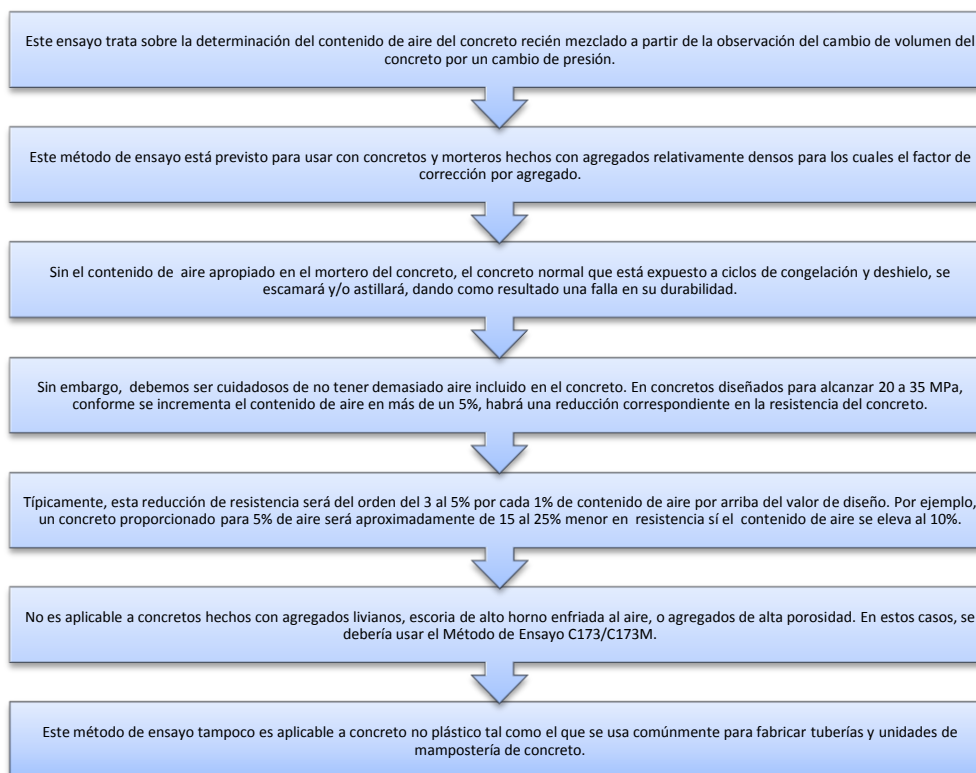 Este ensayo trata sobre la determinación del contenido de aire del concreto recién mezclado a partir de la observación del cambio de volumen del
concreto por un cambio de presión.
Este método de ensayo está previsto para usar con concretos y morteros hechos con agregados relativamente densos para los cuales el factor de
corrección por agregado.
Sin el contenido de aire apropiado en el mortero del concreto, el concreto normal que está expuesto a ciclos de congelación y deshielo, se
escamará y/o astillará, dando como resultado una falla en su durabilidad.
Sin embargo, debemos ser cuidadosos de no tener demasiado aire incluido en el concreto. En concretos diseñados para alcanzar 20 a 35 MPa,
conforme se incrementa el contenido de aire en más de un 5%, habrá una reducción correspondiente en la resistencia del concreto.
Típicamente, esta reducción de resistencia será del orden del 3 al 5% por cada 1% de contenido de aire por arriba del valor de diseño. Por ejemplo,
un concreto proporcionado para 5% de aire será aproximadamente de 15 al 25% menor en resistencia sí el contenido de aire se eleva al 10%.
No es aplicable a concretos hechos con agregados livianos, escoria de alto horno enfriada al aire, o agregados de alta porosidad. En estos casos, se
debería usar el Método de Ensayo C173/C173M.
Este método de ensayo tampoco es aplicable a concreto no plástico tal como el que se usa comúnmente para fabricar tuberías y unidades de
mampostería de concreto.